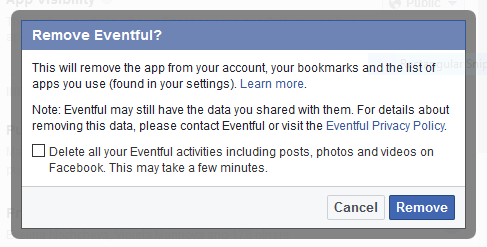 App Visibility
Public
Remove Eventful?
This will remove the app from your account, your bookmarks and the list of
apps you use (found in your settings). Learn more.
Note: Eventful may still have the data you shared with them. For details about
removing this data, please contact Eventful or visit the Eventful Privacy Policy.
Delete all your Eventful activities including posts, photos and videos on
Facebook. This may take a few minutes.
Cancel
Remove